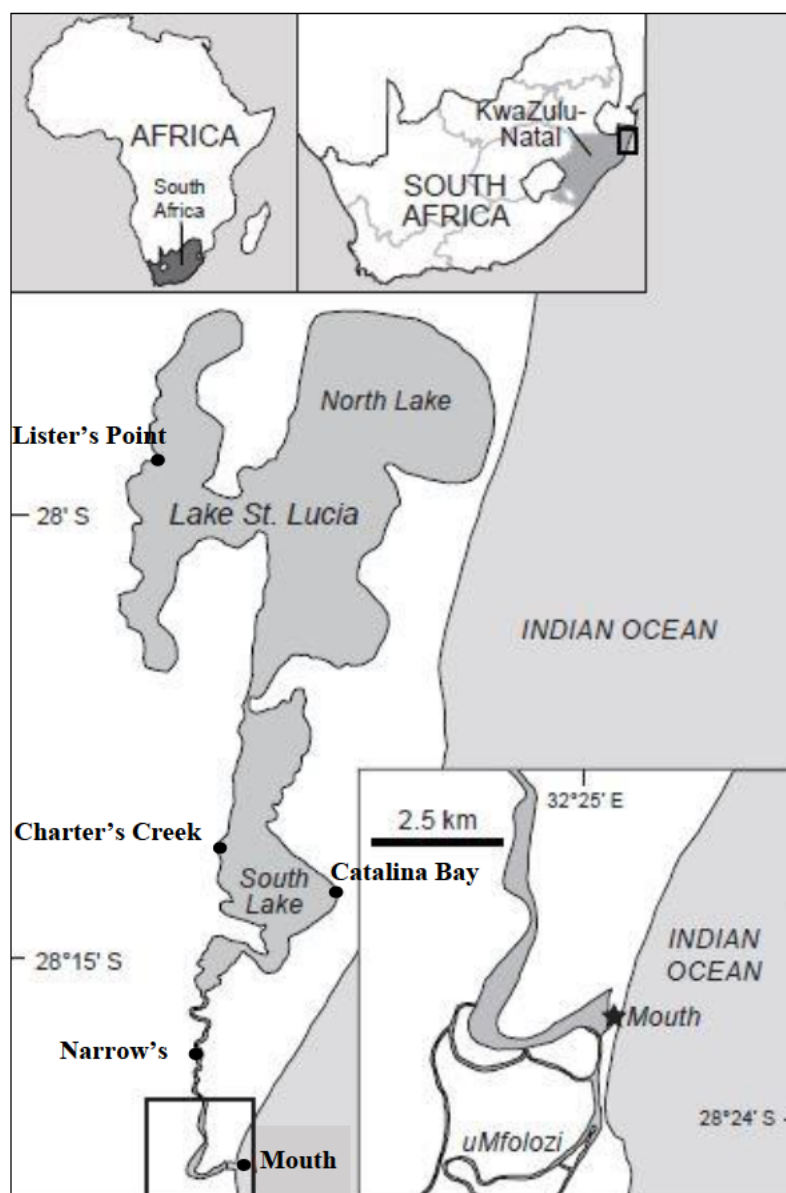 AFRICA
South
Africa
KwaZulu-
Natal
SOUTH
AFRICA
North Lake
Lister's Point
28' S
Lake St. Lucia
INDIAN OCEAN
32°25' E
2.5 km
Charter's Creek
South
Lake
Catalina Bay
INDIAN
OCEAN
28°15' S
Mouth
Narrow's
28°24' S
uMfolozi
Mouth